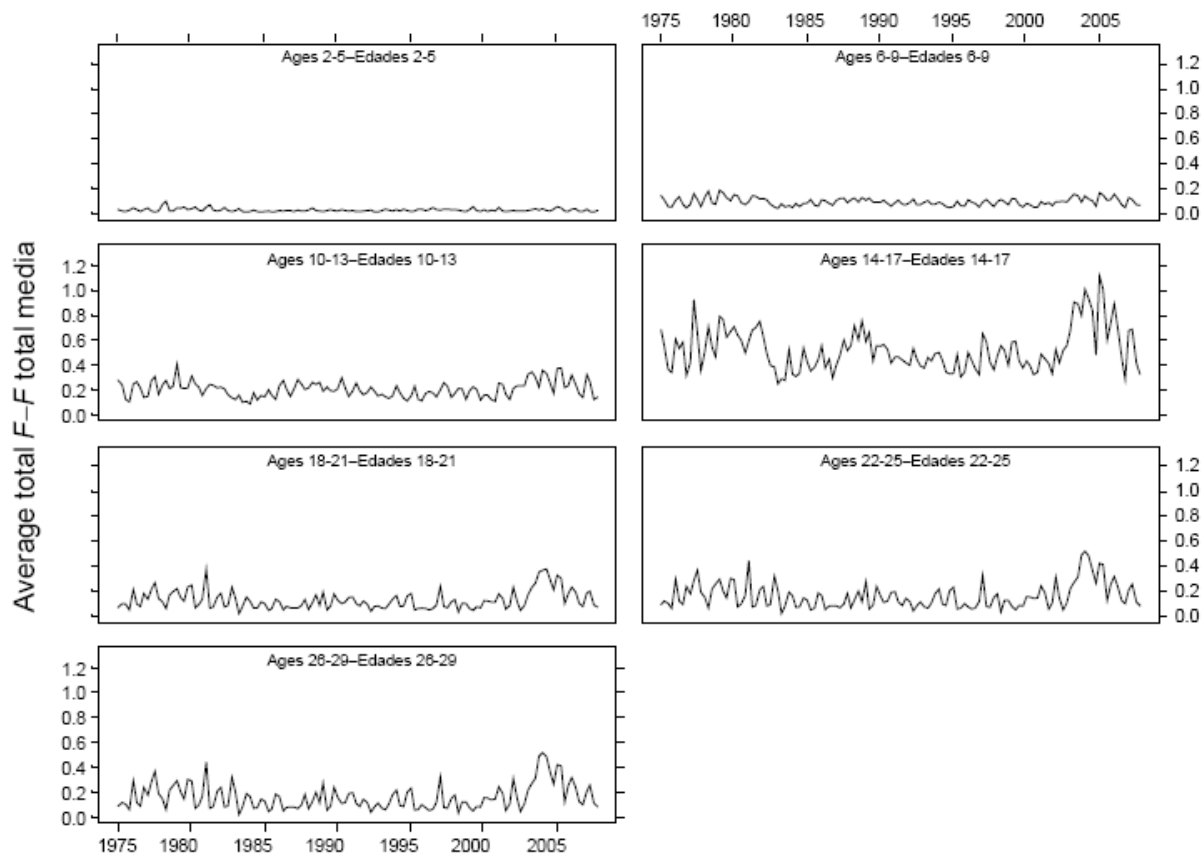 1975 1980 1985 1990 1995 2000 2005
Ages 2-5–Edades 2-5
Ages 6-9–Edades 6-9
1.2
1.0
0.8
0.6
0.4
0.2
0.0
Average total F–F total media
Ages 10-13–Edades 10-13
Ages 14-17–Edades 14-17
1.2
1.0
0.8
0.6
0.4
0.2
0.0
Ages 18-21–Edades 18-21
Ages 22-25–Edades 22-25
1.2
1.0
0.8
0.6
0.4
0.2
0.0
Ages 26-29–Edades 26-29
1.2
1.0
0.8
0.6
0.4
0.2
0.0
1975 1980 1985 1990 1995 2000 2005